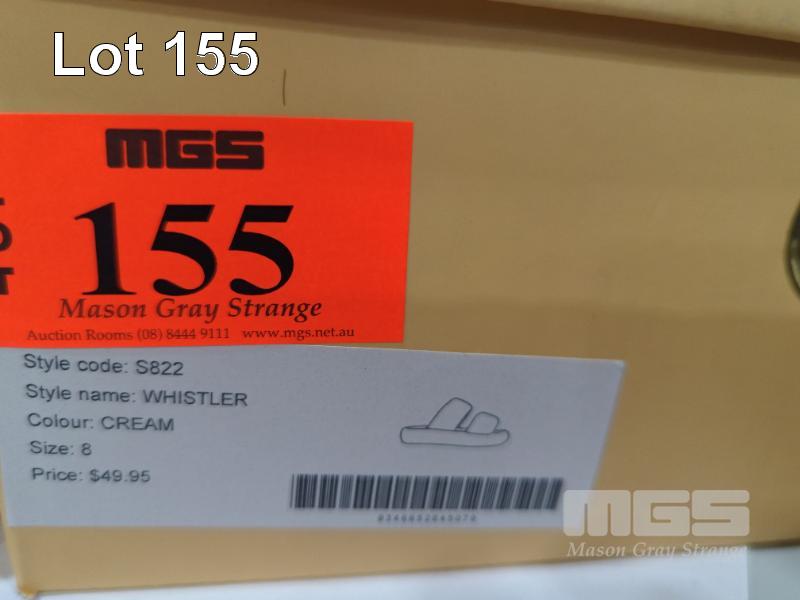 Lot 155
MGS
155
Mason Gray Strange
Auction Rooms (08) 8444 9111 www.mgs.net.au
Style code: S822
Style name: WHISTLER
Colour: CREAM
Size: 8
Price: $49.95
MGS
Mason Gray Strange